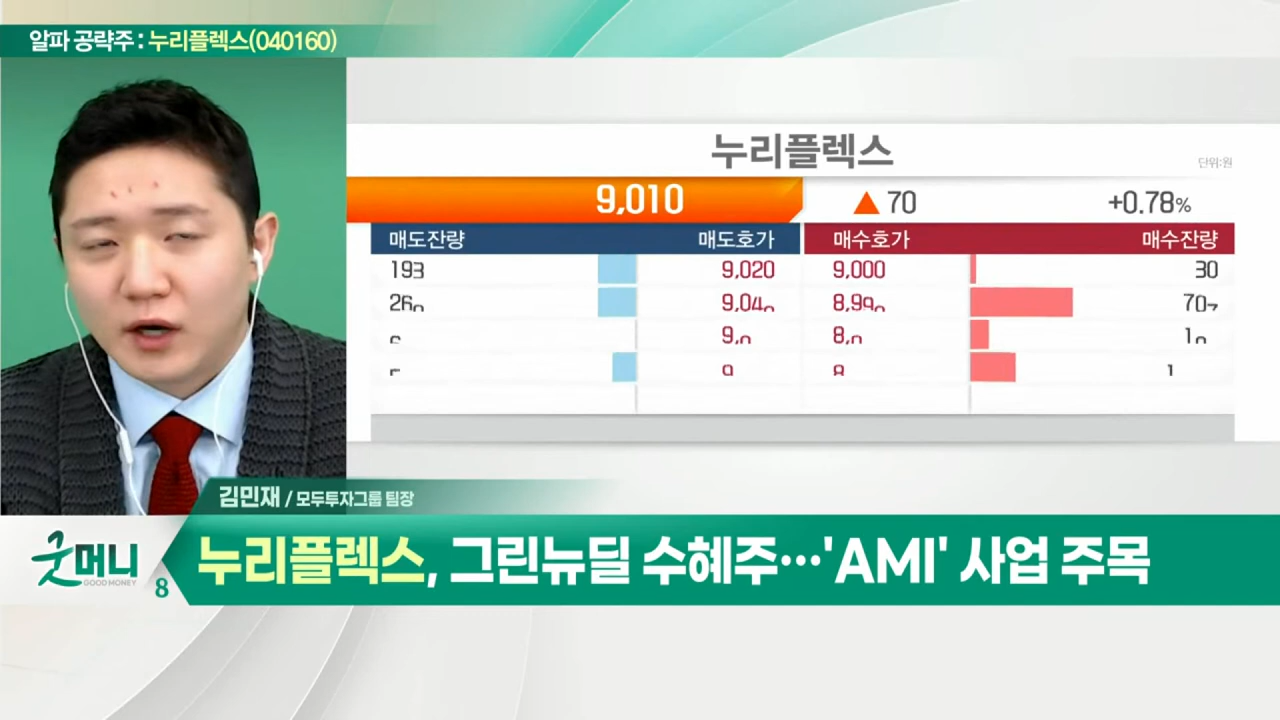 알파 공략주 : 누리플렉스(040160)
누리플렉스
단위:원
9,010 ▲ 70 +0.78%
매도잔량 매도호가 매수호가 매수잔량
193 9,020 9,000 30
김민재 / 모두투자그룹 팀장
굿머니
GOOD MONEY
8
누리플렉스, 그린뉴딜 수혜주…'AMI' 사업 주목